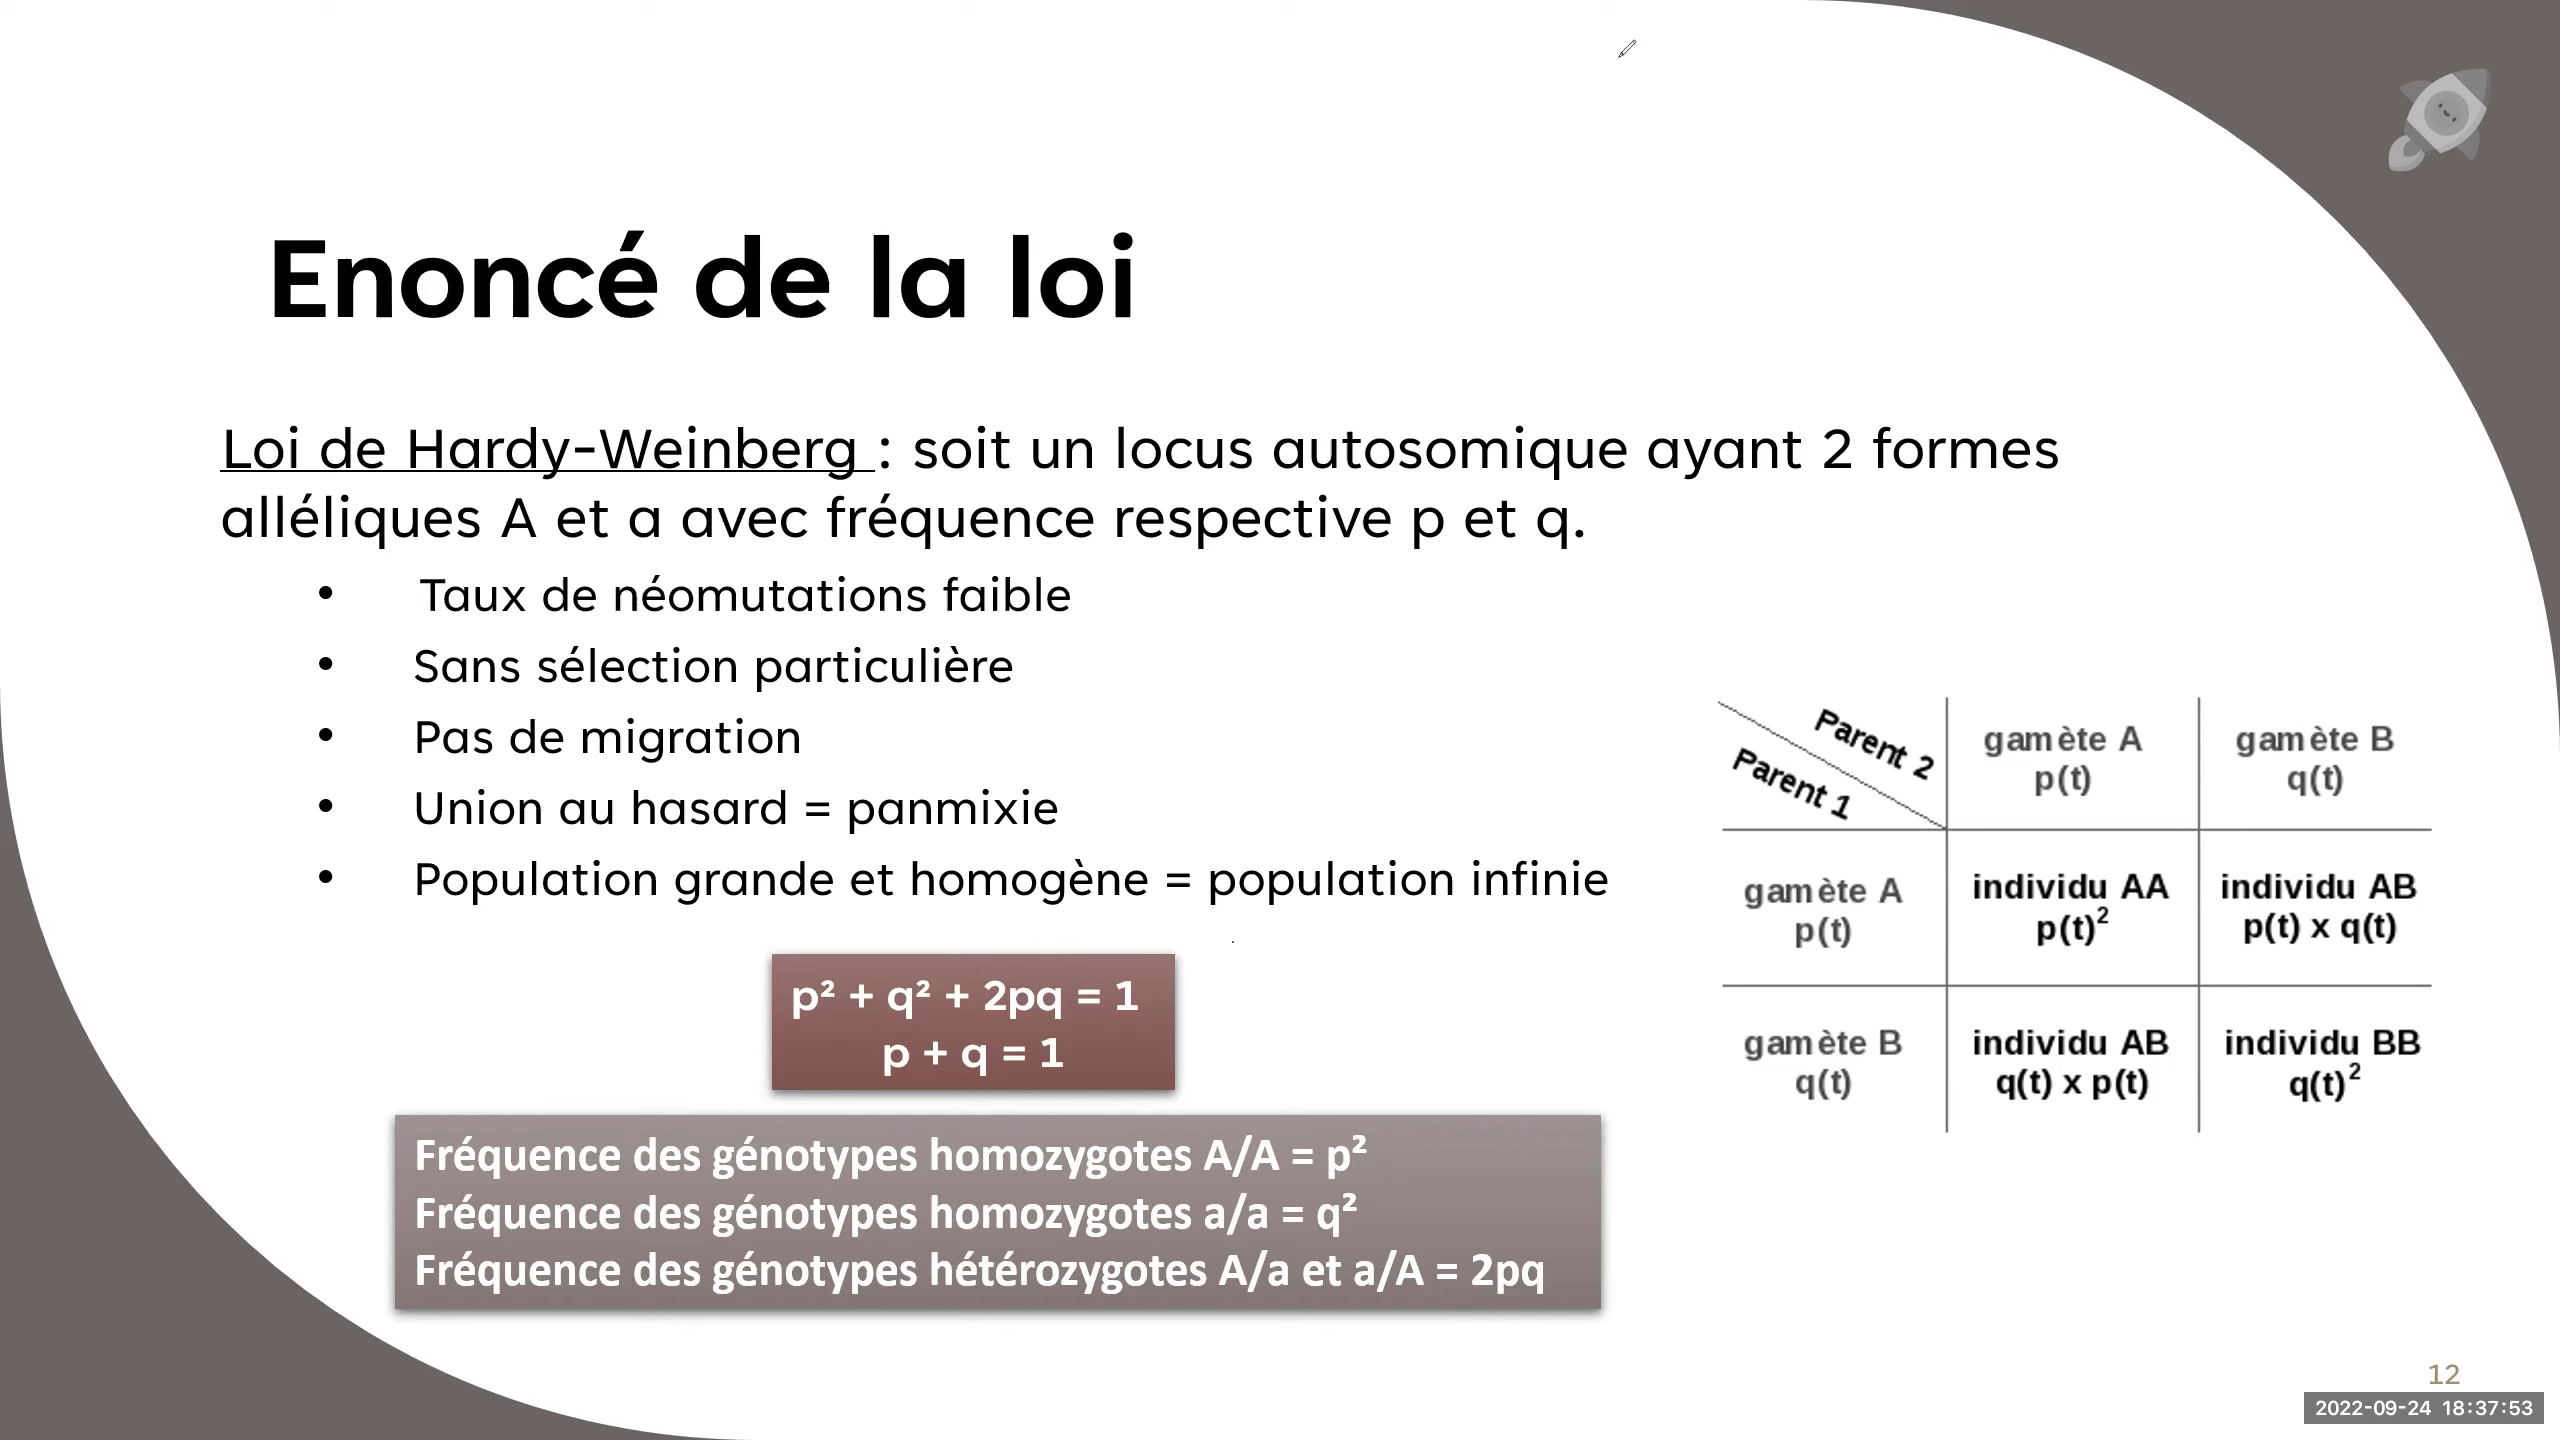 Enoncé de la loi
Loi de Hardy-Weinberg : soit un locus autosomique ayant 2 formes
alléliques A et a avec fréquence respective p et q.
• Taux de néomutations faible
• Sans sélection particulière
• Pas de migration
• Union au hasard = panmixie
• Population grande et homogène = population infinie
p² + q² + 2pq = 1
p + q = 1
Fréquence des génotypes homozygotes A/A = p²
Fréquence des génotypes homozygotes a/a = q²
Fréquence des génotypes hétérozygotes A/a et a/A = 2pq
Parent 2
Parent 1
gamète A
p(t)
gamète B
q(t)
gamète A
p(t)
individu AA
p(t)²
individu AB
p(t) x q(t)
gamète B
q(t)
individu AB
q(t) x p(t)
individu BB
q(t)²
12
2022-09-24 18:37:53